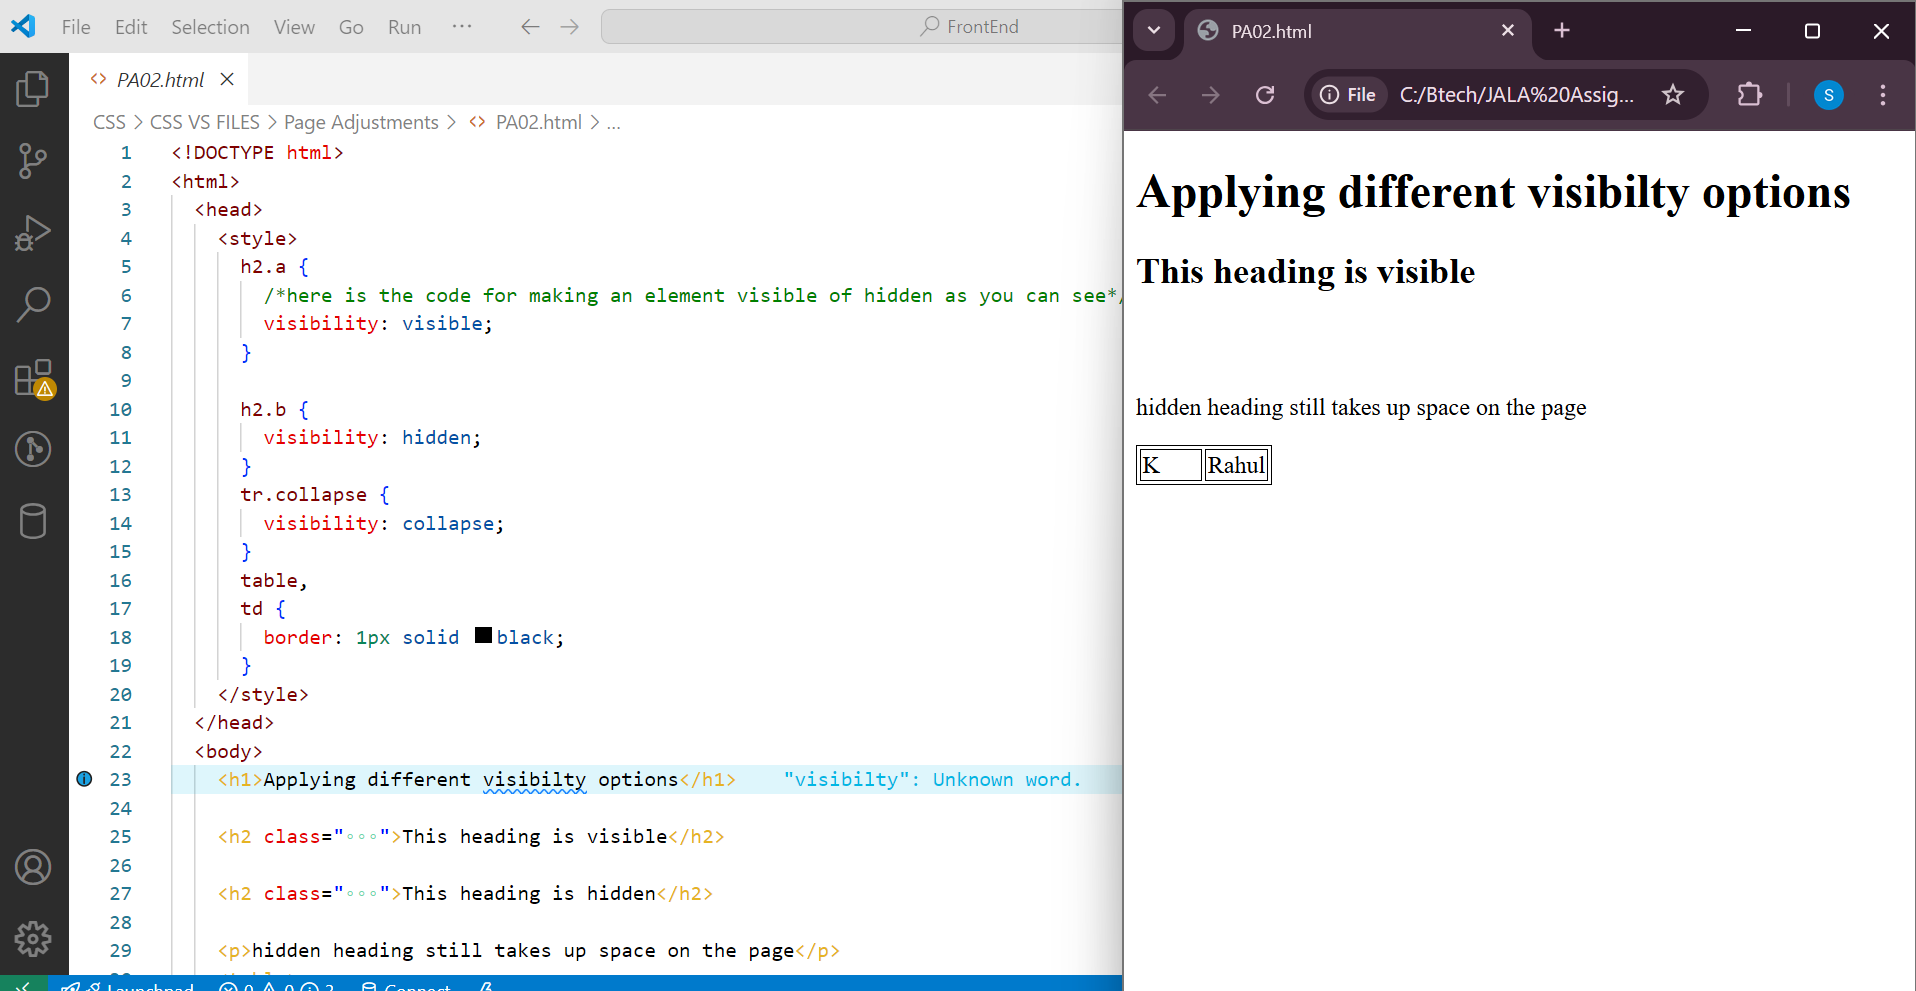 File Edit Selection View Go Run ··· FrontEnd
PA02.html
CSS > CSS VS FILES > Page Adjustments > <> PA02.html > ...
1 <!DOCTYPE html>
2 <html>
3 <head>
4 <style>
5 h2.a {
6 /*here is the code for making an element visible of hidden as you can see*/
7 visibility: visible;
8 }
9
10 h2.b {
11 visibility: hidden;
12 }
13 tr.collapse {
14 visibility: collapse;
15 }
16 table,
17 td {
18 border: 1px solid black;
19 }
20 </style>
21 </head>
22 <body>
23 <h1>Applying different visibilty options</h1> "visibilty": Unknown word.
24
25 <h2 class="◦◦◦">This heading is visible</h2>
26
27 <h2 class="◦◦◦">This heading is hidden</h2>
28
29 <p>hidden heading still takes up space on the page</p>
Launchpad 0 0 Connect
PA02.html
File C:/Btech/JALA%20Assig... S
Applying different visibilty options
This heading is visible
hidden heading still takes up space on the page
K Rahul